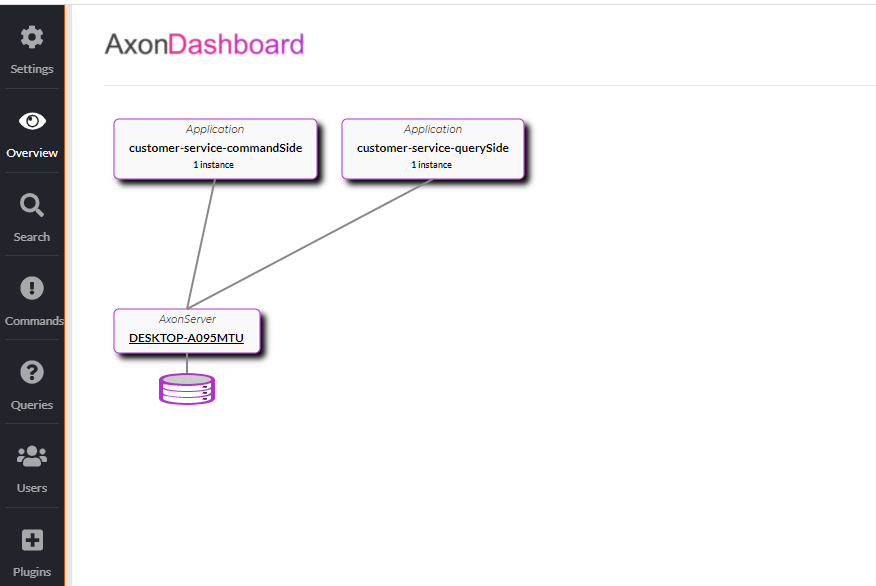 AxonDashboard
Settings
Overview
Search
Commands
Queries
Users
Plugins
Application
customer-service-commandSide
1 instance
Application
customer-service-querySide
1 instance
AxonServer
DESKTOP-A095MTU